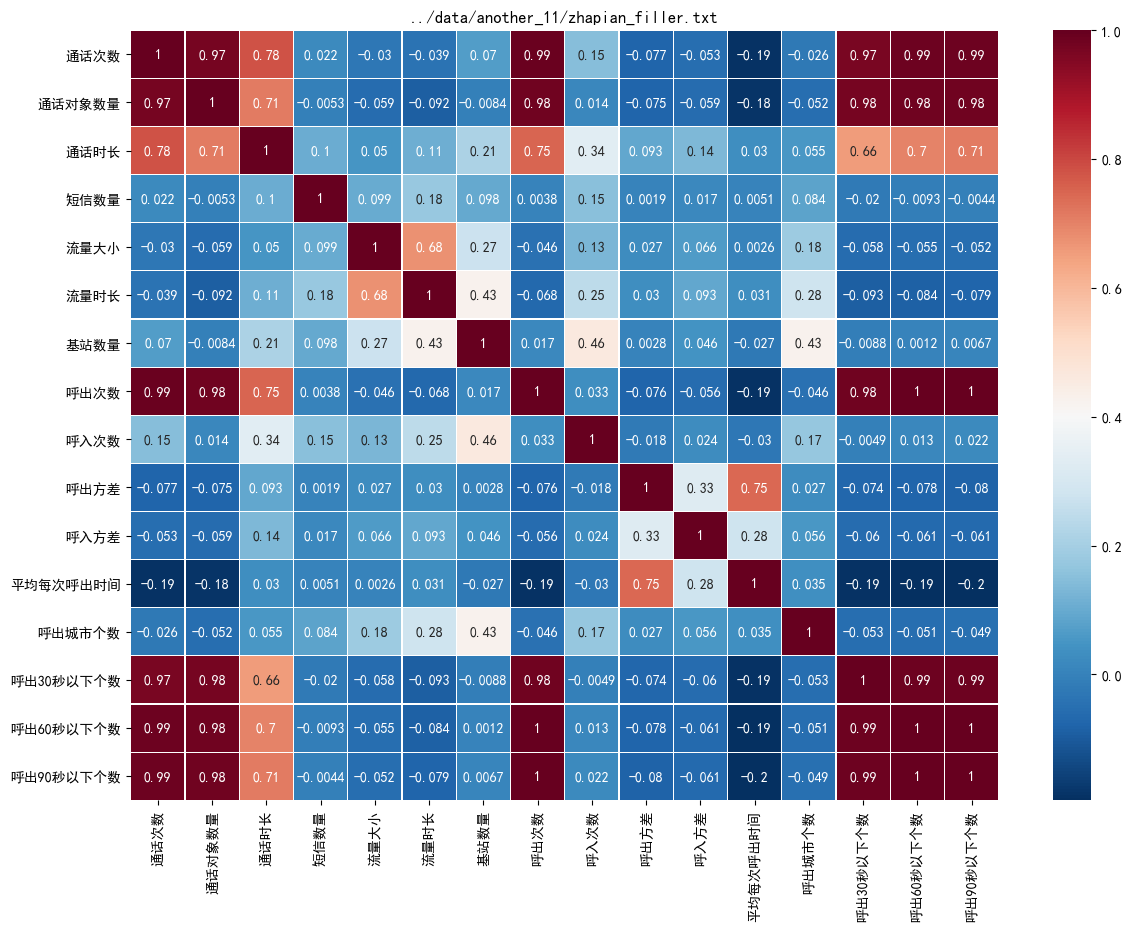 ../data/another_11/zhapian_filler.txt
通话次数 1 0.97 0.78 0.022 −0.03 −0.039 0.07 0.99 0.15 −0.077 −0.053 −0.19 −0.026 0.97 0.99 0.99
通话对象数量 0.97 1 0.71 −0.0053 −0.059 −0.092 −0.0084 0.98 0.014 −0.075 −0.059 −0.18 −0.052 0.98 0.98 0.98
通话时长 0.78 0.71 1 0.1 0.05 0.11 0.21 0.75 0.34 0.093 0.14 0.03 0.055 0.66 0.7 0.71
短信数量 0.022 −0.0053 0.1 1 0.099 0.18 0.098 0.0038 0.15 0.0019 0.017 0.0051 0.084 −0.02 −0.0093 −0.0044
流量大小 −0.03 −0.059 0.05 0.099 1 0.68 0.27 −0.046 0.13 0.027 0.066 0.0026 0.18 −0.058 −0.055 −0.052
流量时长 −0.039 −0.092 0.11 0.18 0.68 1 0.43 −0.068 0.25 0.03 0.093 0.031 0.28 −0.093 −0.084 −0.079
基站数量 0.07 −0.0084 0.21 0.098 0.27 0.43 1 0.017 0.46 0.0028 0.046 −0.027 0.43 −0.0088 0.0012 0.0067
呼出次数 0.99 0.98 0.75 0.0038 −0.046 −0.068 0.017 1 0.033 −0.076 −0.056 −0.19 −0.046 0.98 1 1
呼入次数 0.15 0.014 0.34 0.15 0.13 0.25 0.46 0.033 1 −0.018 0.024 −0.03 0.17 −0.0049 0.013 0.022
呼出方差 −0.077 −0.075 0.093 0.0019 0.027 0.03 0.0028 −0.076 −0.018 1 0.33 0.75 0.027 −0.074 −0.078 −0.08
呼入方差 −0.053 −0.059 0.14 0.017 0.066 0.093 0.046 −0.056 0.024 0.33 1 0.28 0.056 −0.06 −0.061 −0.061
平均每次呼出时间 −0.19 −0.18 0.03 0.0051 0.0026 0.031 −0.027 −0.19 −0.03 0.75 0.28 1 0.035 −0.19 −0.19 −0.2
呼出城市个数 −0.026 −0.052 0.055 0.084 0.18 0.28 0.43 −0.046 0.17 0.027 0.056 0.035 1 −0.053 −0.051 −0.049
呼出30秒以下个数 0.97 0.98 0.66 −0.02 −0.058 −0.093 −0.0088 0.98 −0.0049 −0.074 −0.06 −0.19 −0.053 1 0.99 0.99
呼出60秒以下个数 0.99 0.98 0.7 −0.0093 −0.055 −0.084 0.0012 1 0.013 −0.078 −0.061 −0.19 −0.051 0.99 1 1
呼出90秒以下个数 0.99 0.98 0.71 −0.0044 −0.052 −0.079 0.0067 1 0.022 −0.08 −0.061 −0.2 −0.049 0.99 1 1
通话次数
通话对象数量
通话时长
短信数量
流量大小
流量时长
基站数量
呼出次数
呼入次数
呼出方差
呼入方差
平均每次呼出时间
呼出城市个数
呼出30秒以下个数
呼出60秒以下个数
呼出90秒以下个数
1.0
0.8
0.6
0.4
0.2
0.0